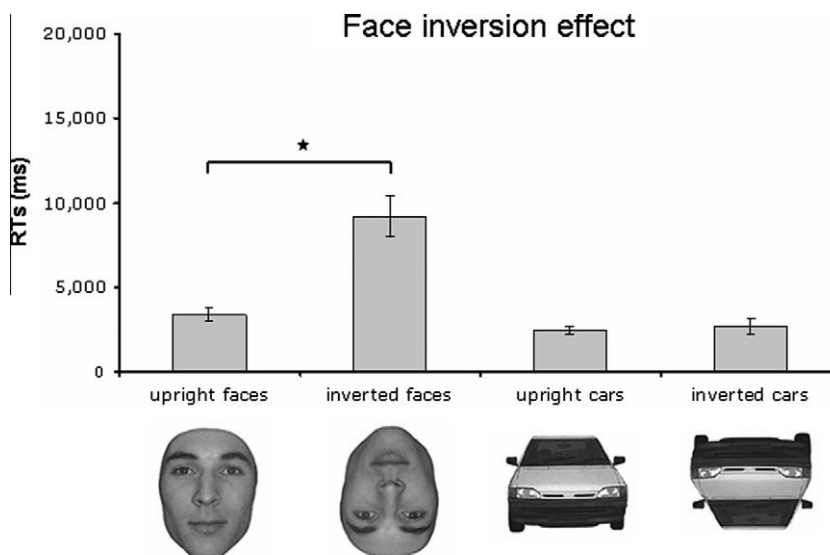 Face inversion effect
20,000
15,000
10,000
5,000
0
RTs (ms)
★
upright faces
inverted faces
upright cars
inverted cars